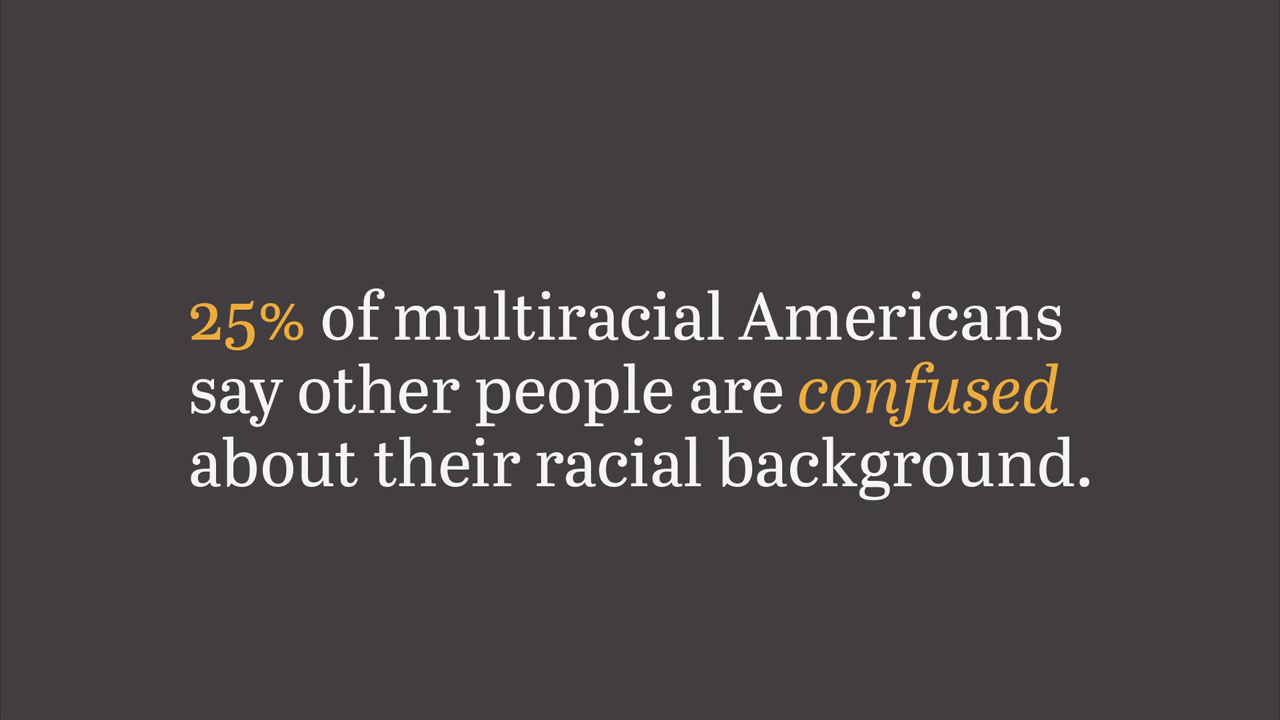 25% of multiracial Americans
say other people are confused
about their racial background.